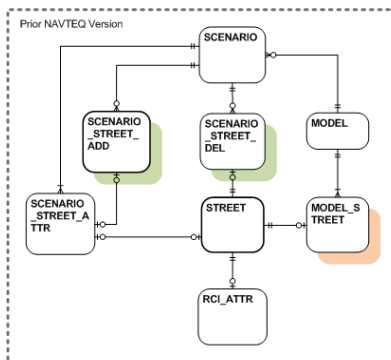 Prior NAVTEQ Version
SCENARIO
SCENARIO
_STREET_
ADD
SCENARIO
_STREET_
DEL
MODEL
SCENARIO
_STREET_A
TTR
STREET
MODEL_S
TREET
RCI_ATTR